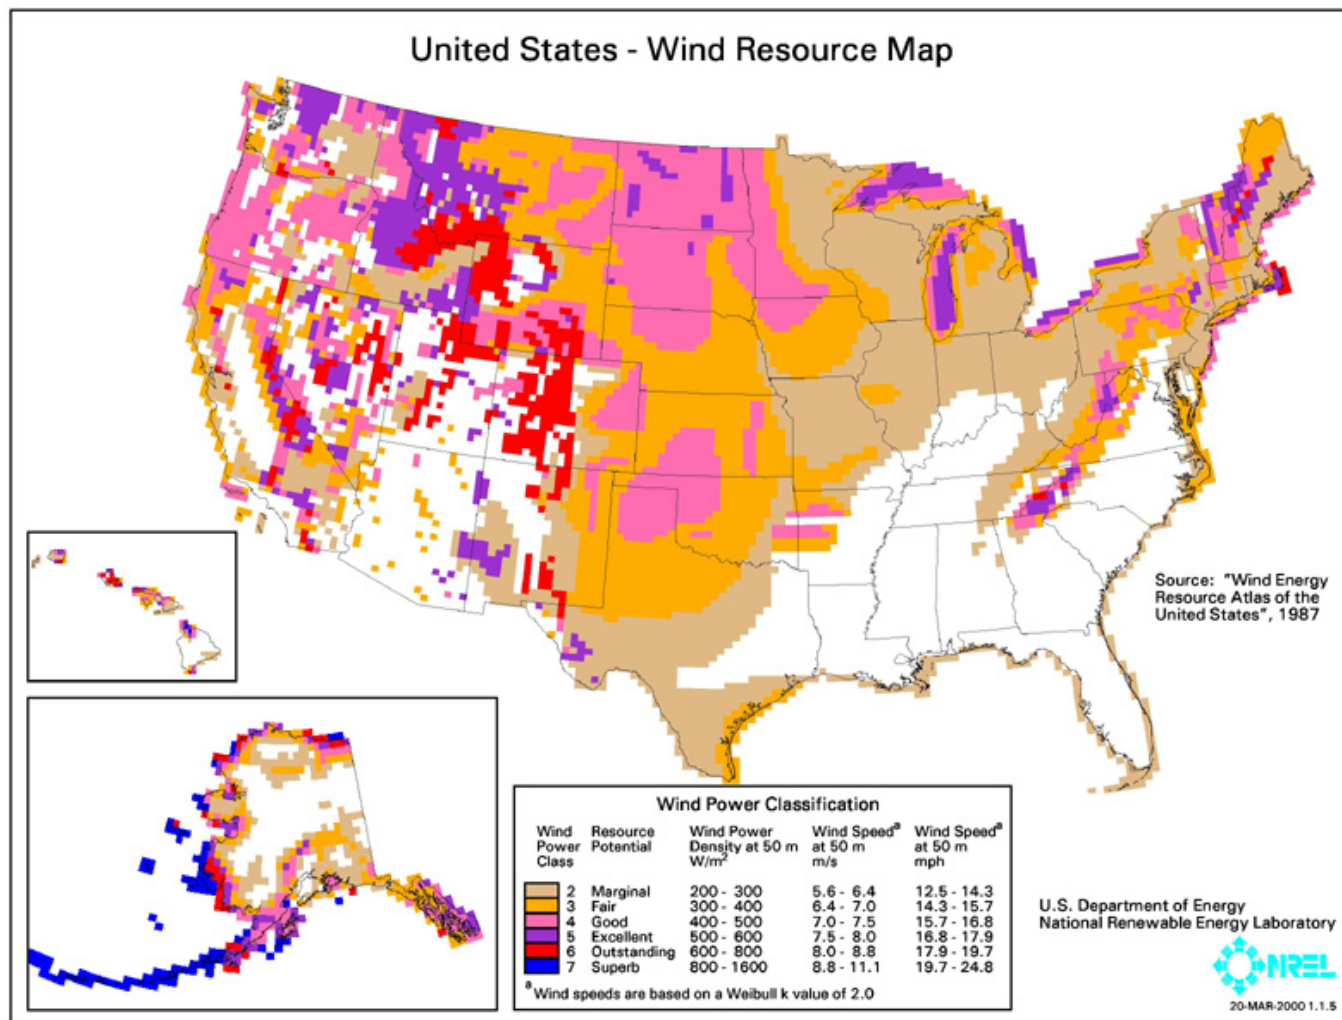 United States - Wind Resource Map
Source: "Wind Energy
Resource Atlas of the
United States", 1987
Wind Power Classification
Wind Power Class Resource Potential Wind Power Density at 50 m W/m² Wind Speedᵃ at 50 m m/s Wind Speedᵃ at 50 m mph
2 Marginal 200 - 300 5.6 - 6.4 12.5 - 14.3
3 Fair 300 - 400 6.4 - 7.0 14.3 - 15.7
4 Good 400 - 500 7.0 - 7.5 15.7 - 16.8
5 Excellent 500 - 600 7.5 - 8.0 16.8 - 17.9
6 Outstanding 600 - 800 8.0 - 8.8 17.9 - 19.7
7 Superb 800 - 1600 8.8 - 11.1 19.7 - 24.8
ᵃ Wind speeds are based on a Weibull k value of 2.0
U.S. Department of Energy
National Renewable Energy Laboratory
NREL
20-MAR-2000 1.1.5